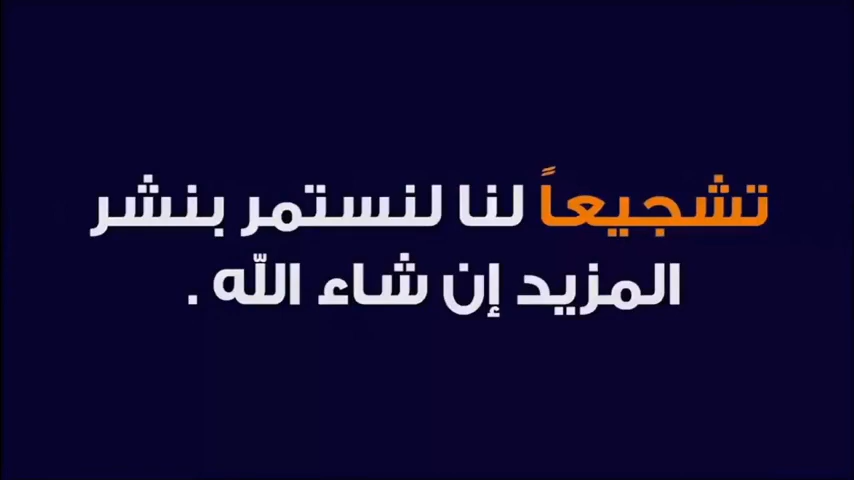 تشجيعاً لنا لنستمر بنشر
المزيد إن شاء الله .